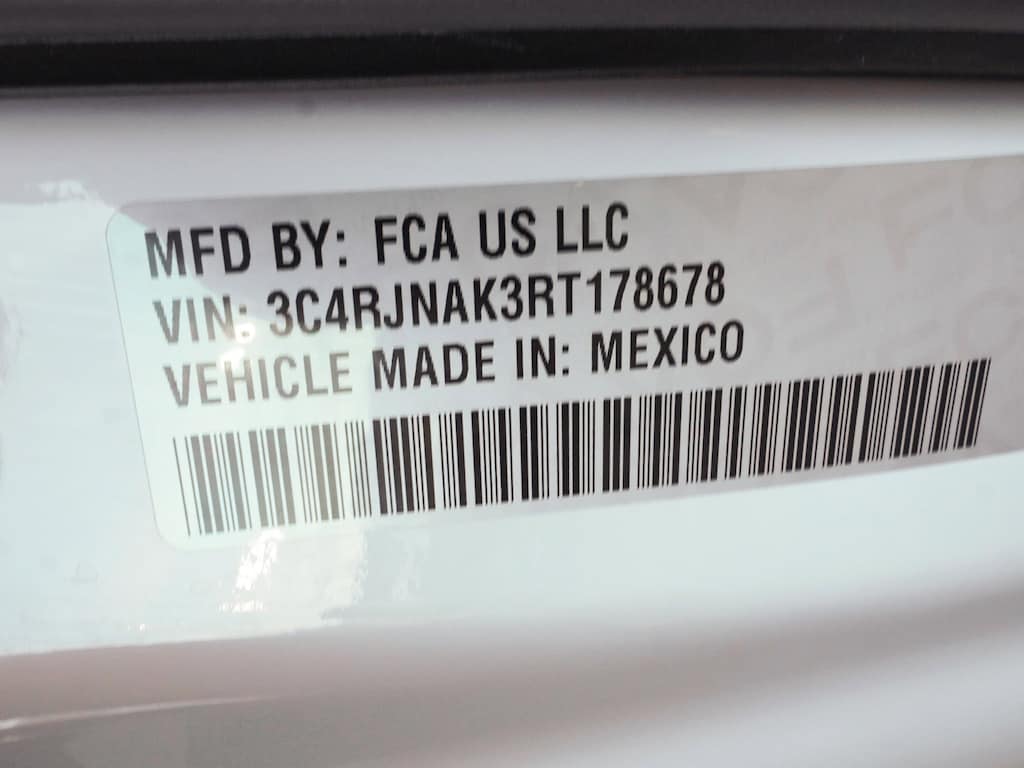 MFD BY: FCA US LLC
VIN: 3C4RJNAK3RT178678
VEHICLE MADE IN: MEXICO